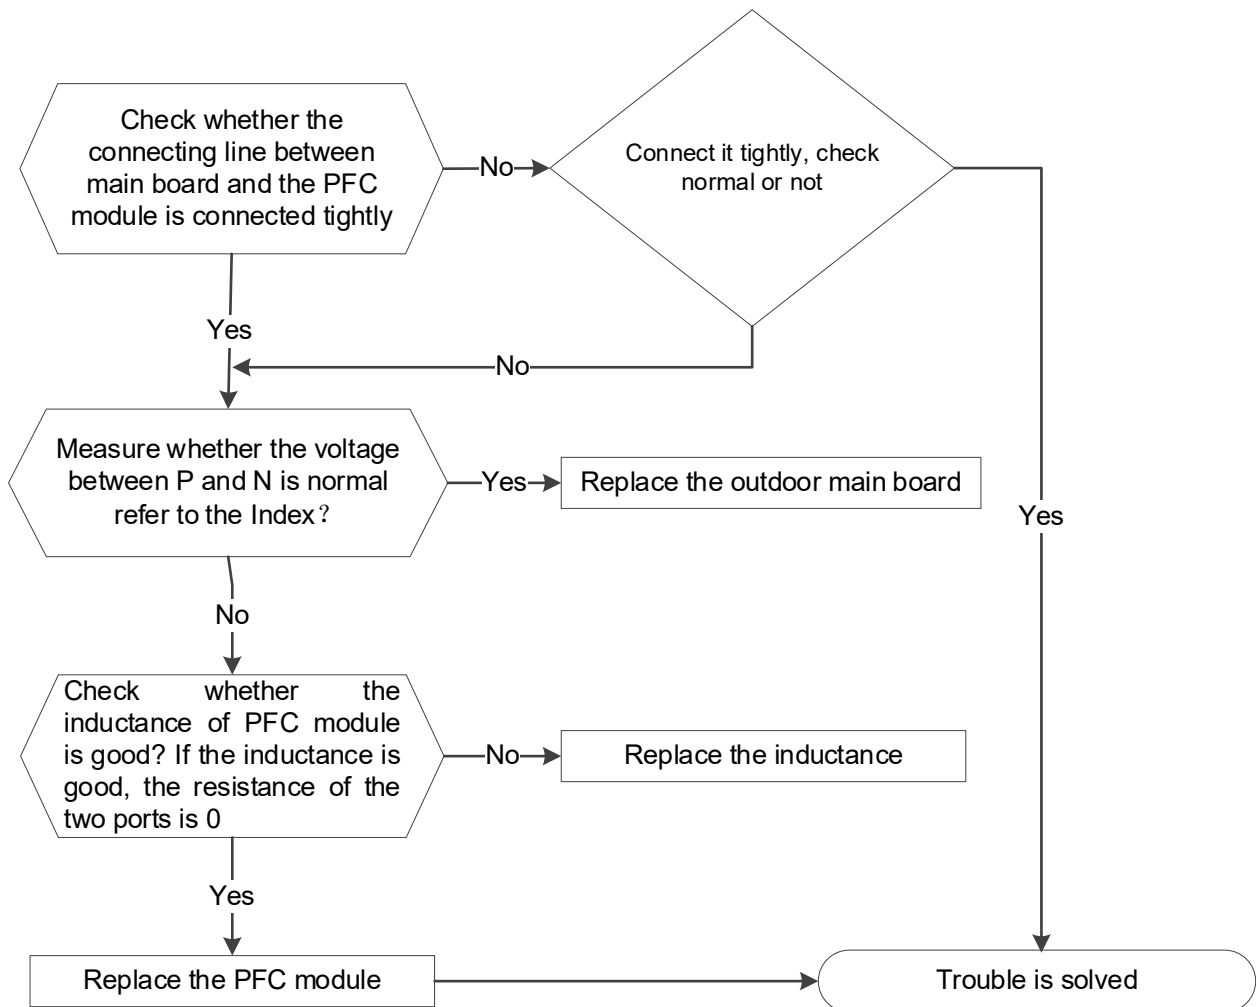 Check whether the
connecting line between
main board and the PFC
module is connected tightly
No
Connect it tightly, check
normal or not
Yes
No
Measure whether the voltage
between P and N is normal
refer to the Index？
Yes
Replace the outdoor main board
Yes
No
Check whether the
inductance of PFC module
is good? If the inductance is
good, the resistance of the
two ports is 0
No
Replace the inductance
Yes
Replace the PFC module
Trouble is solved